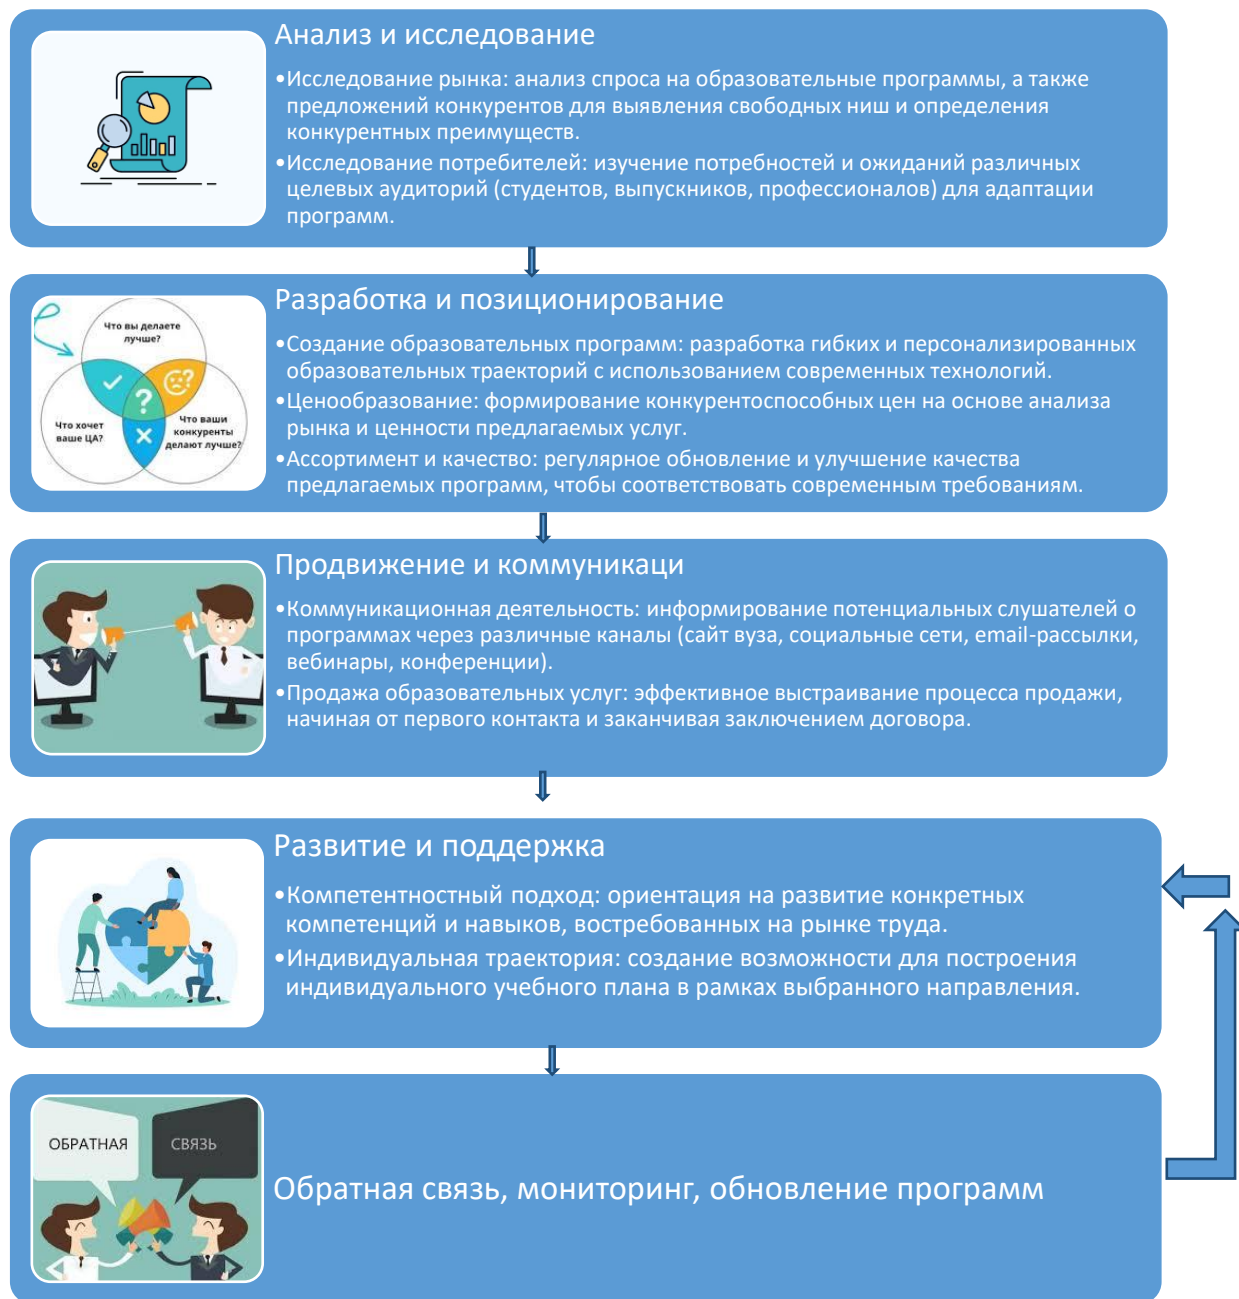 Анализ и исследование
•Исследование рынка: анализ спроса на образовательные программы, а также
предложений конкурентов для выявления свободных ниш и определения
конкурентных преимуществ.
•Исследование потребителей: изучение потребностей и ожиданий различных
целевых аудиторий (студентов, выпускников, профессионалов) для адаптации
программ.
Разработка и позиционирование
•Создание образовательных программ: разработка гибких и персонализированных
образовательных траекторий с использованием современных технологий.
•Ценообразование: формирование конкурентоспособных цен на основе анализа
рынка и ценности предлагаемых услуг.
•Ассортимент и качество: регулярное обновление и улучшение качества
предлагаемых программ, чтобы соответствовать современным требованиям.
Что вы делаете
лучше?
?
?
Что хочет
ваше ЦА?
Что ваши
конкуренты
делают лучше?
Продвижение и коммуникаци
•Коммуникационная деятельность: информирование потенциальных слушателей о
программах через различные каналы (сайт вуза, социальные сети, email-рассылки,
вебинары, конференции).
•Продажа образовательных услуг: эффективное выстраивание процесса продажи,
начиная от первого контакта и заканчивая заключением договора.
Развитие и поддержка
•Компетентностный подход: ориентация на развитие конкретных
компетенций и навыков, востребованных на рынке труда.
•Индивидуальная траектория: создание возможности для построения
индивидуального учебного плана в рамках выбранного направления.
ОБРАТНАЯ
СВЯЗЬ
Обратная связь, мониторинг, обновление программ